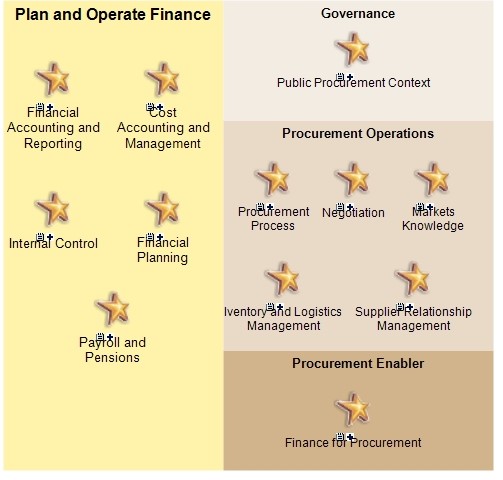 Plan and Operate Finance
Financial
Accounting and
Reporting
Cost
Accounting and
Management
Internal Control
Financial
Planning
Payroll and
Pensions
Governance
Public Procurement Context
Procurement Operations
Procurement
Process
Negotiation
Markets
Knowledge
Inventory and Logistics
Management
Supplier Relationship
Management
Procurement Enabler
Finance for Procurement